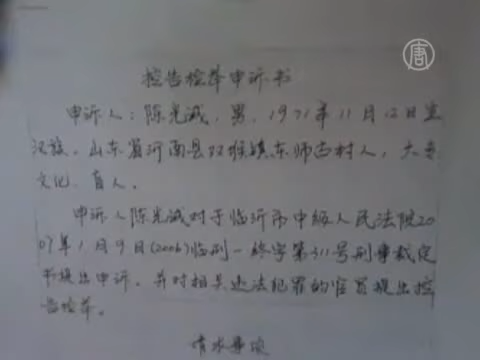 控告检举申诉书
申诉人：陈光诚，男，1971年11月12日生
汉族，山东省沂南县双堠镇东师古村人，大专
文化，盲人。
申诉人陈光诚对于临沂市中级人民法院200
07年1月9日(2006)临刑一终字第311号刑事裁定
书提出申诉，并对相关违法犯罪的官员提出控
告检举。
请求事项
唐